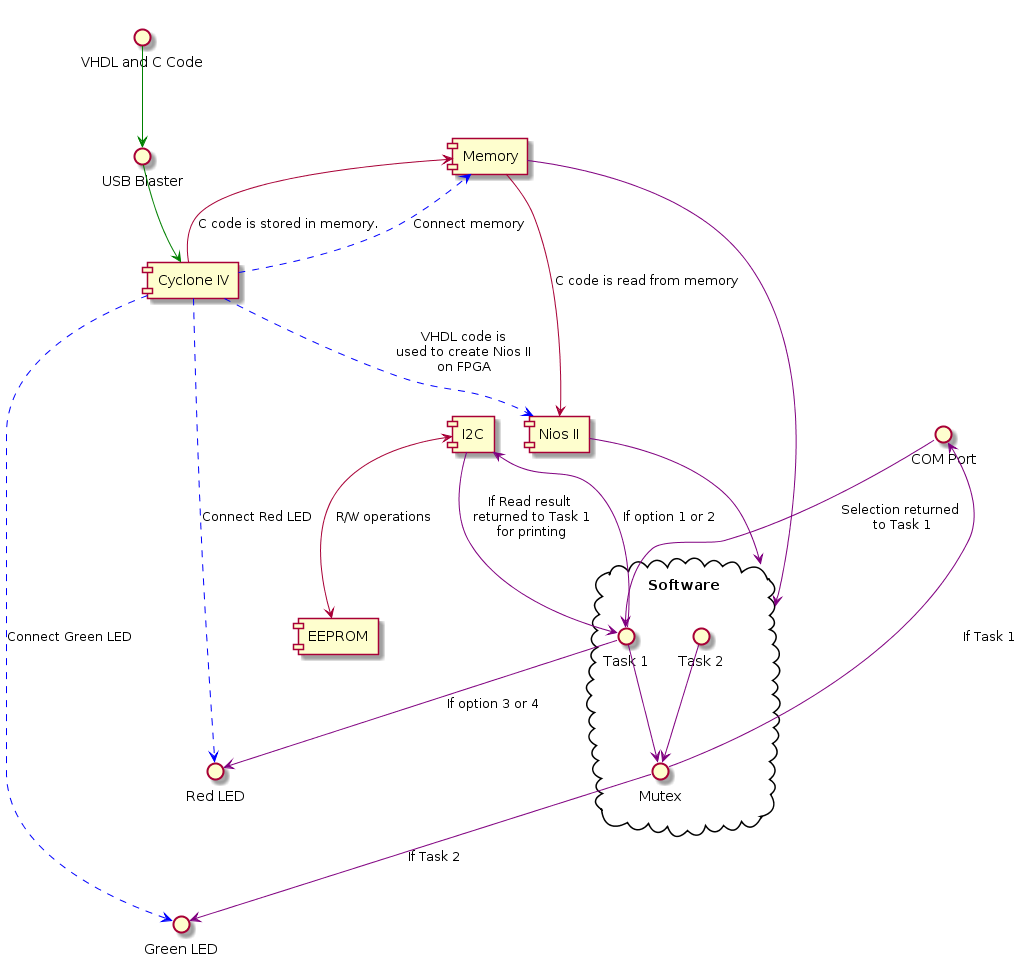 VHDL and C Code
USB Blaster
Memory
C code is stored in memory.
Connect memory
Cyclone IV
C code is read from memory
VHDL code is
used to create Nios II
on FPGA
I2C
Nios II
COM Port
Connect Red LED
R/W operations
If Read result
returned to Task 1
for printing
If option 1 or 2
Selection returned
to Task 1
Software
Connect Green LED
EEPROM
If Task 1
Task 1
Task 2
If option 3 or 4
Red LED
Mutex
If Task 2
Green LED